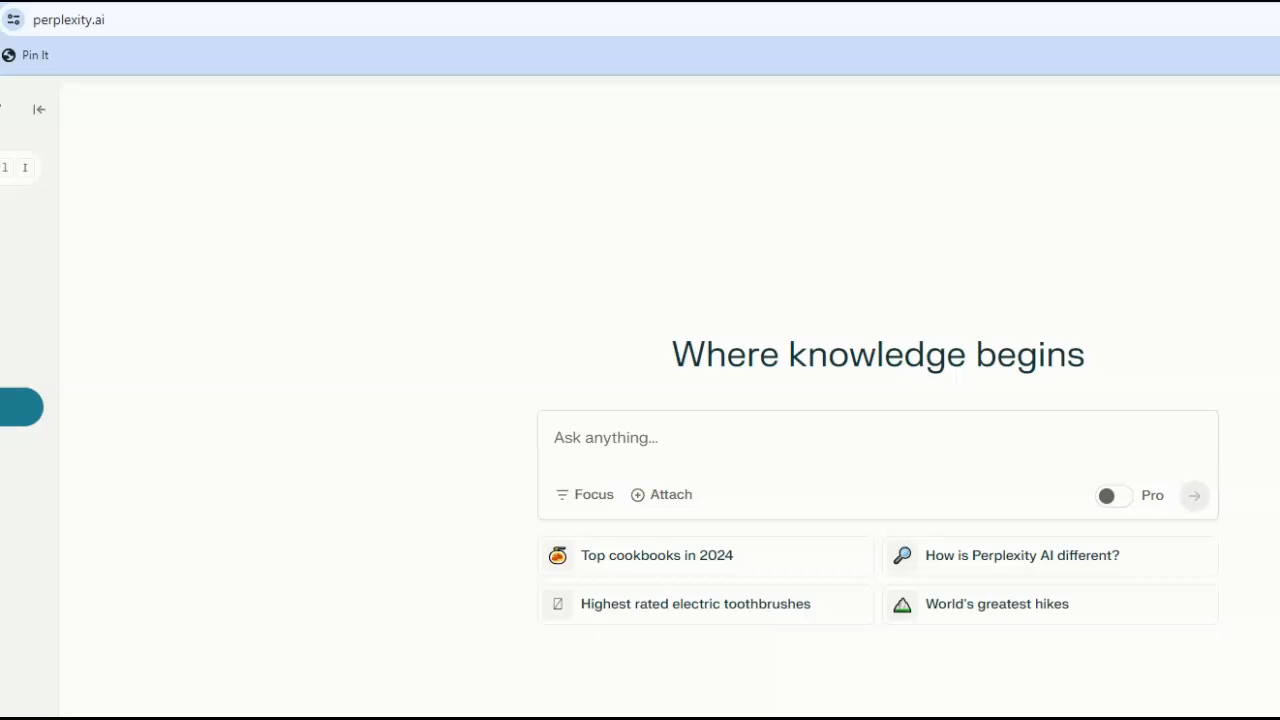 perplexity.ai
Pin It
I
Where knowledge begins
Ask anything...
Focus
Attach
Pro
Top cookbooks in 2024
How is Perplexity AI different?
Highest rated electric toothbrushes
World's greatest hikes